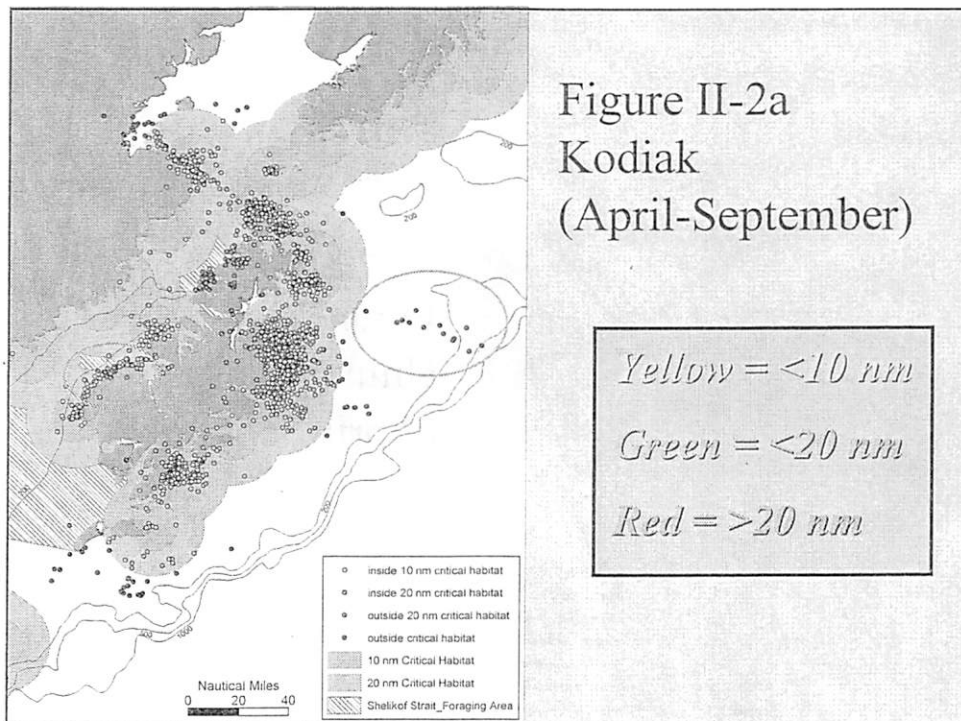 Figure II-2a
Kodiak
(April-September)
Yellow = <10 nm
Green = <20 nm
Red = >20 nm
200
200
inside 10 nm critical habitat
inside 20 nm critical habitat
outside 20 nm critical habitat
outside critical habitat
10 nm Critical Habitat
20 nm Critical Habitat
Shelikof Strait_Foraging Area
Nautical Miles
0 20 40